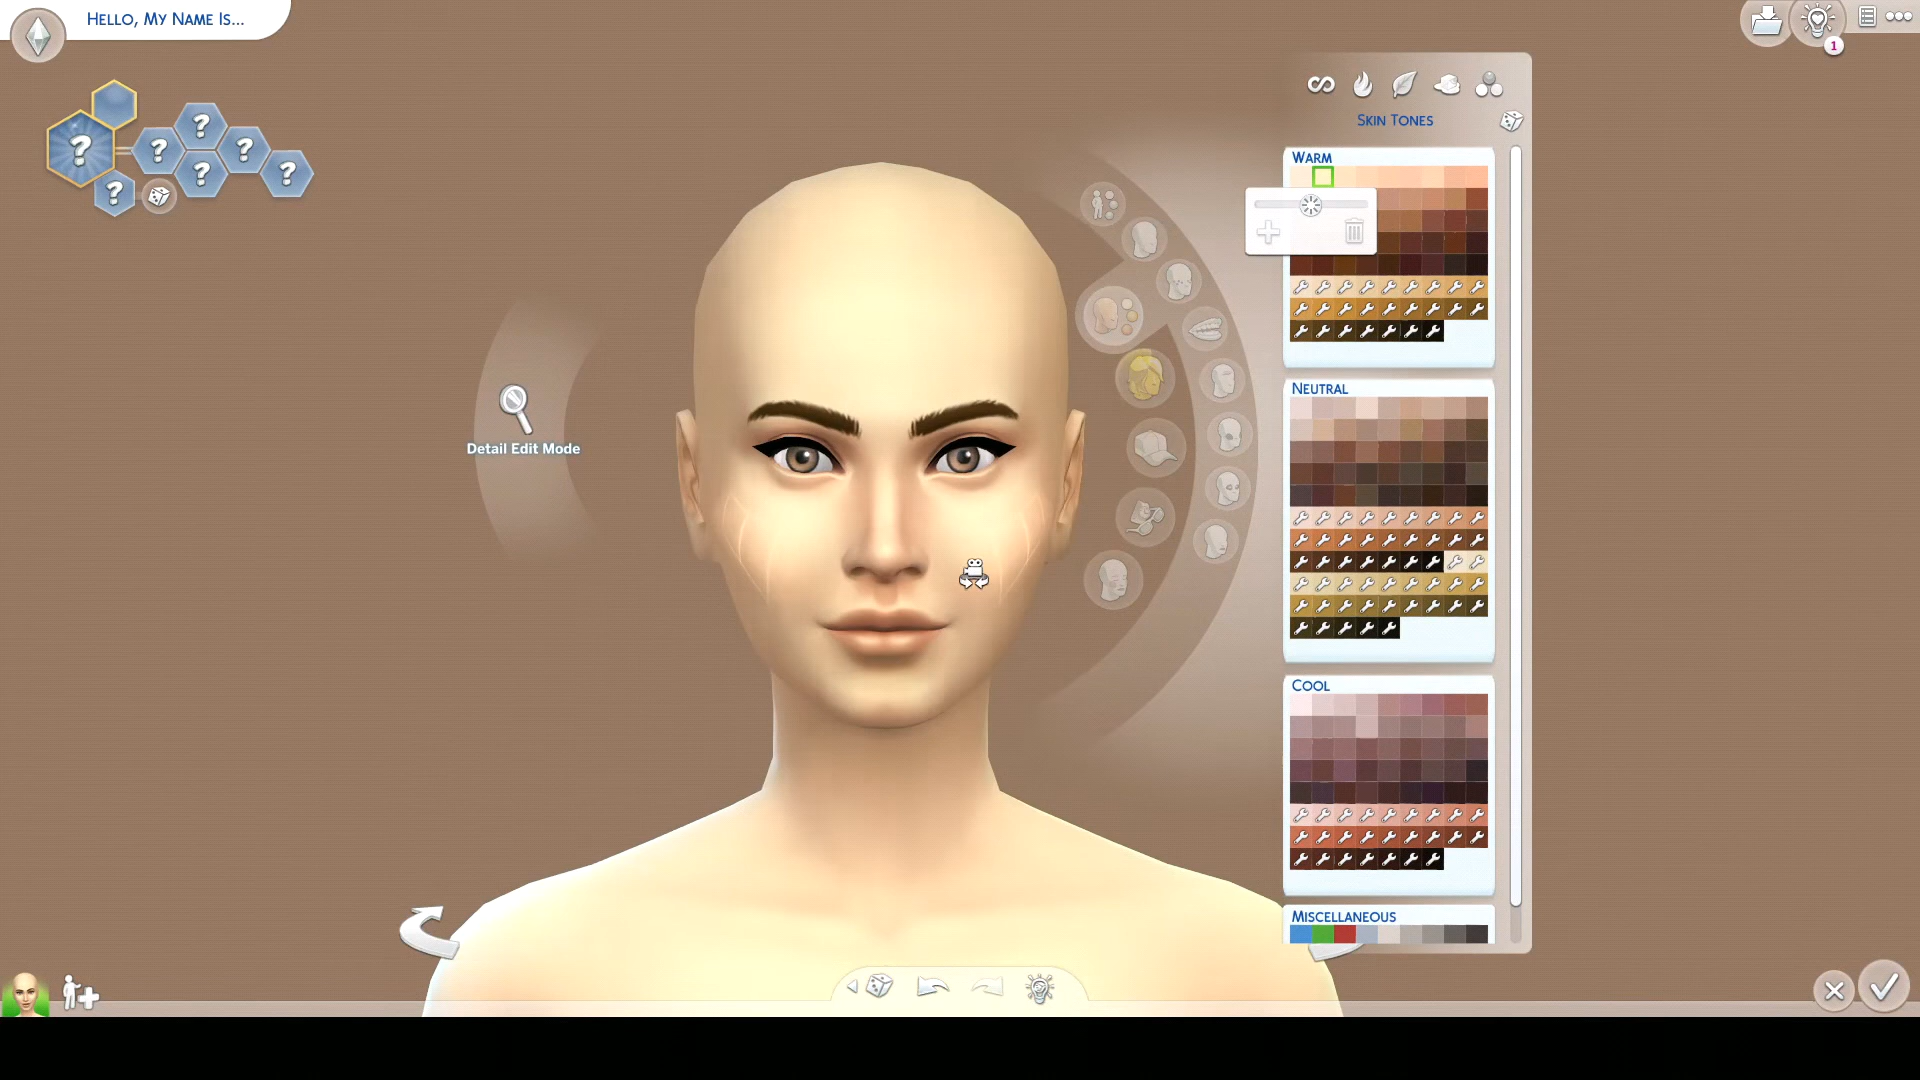 Hello, My Name Is...
1
Skin Tones
Warm
? ? ? ? ? ? ?
Neutral
Detail Edit Mode
Cool
Miscellaneous